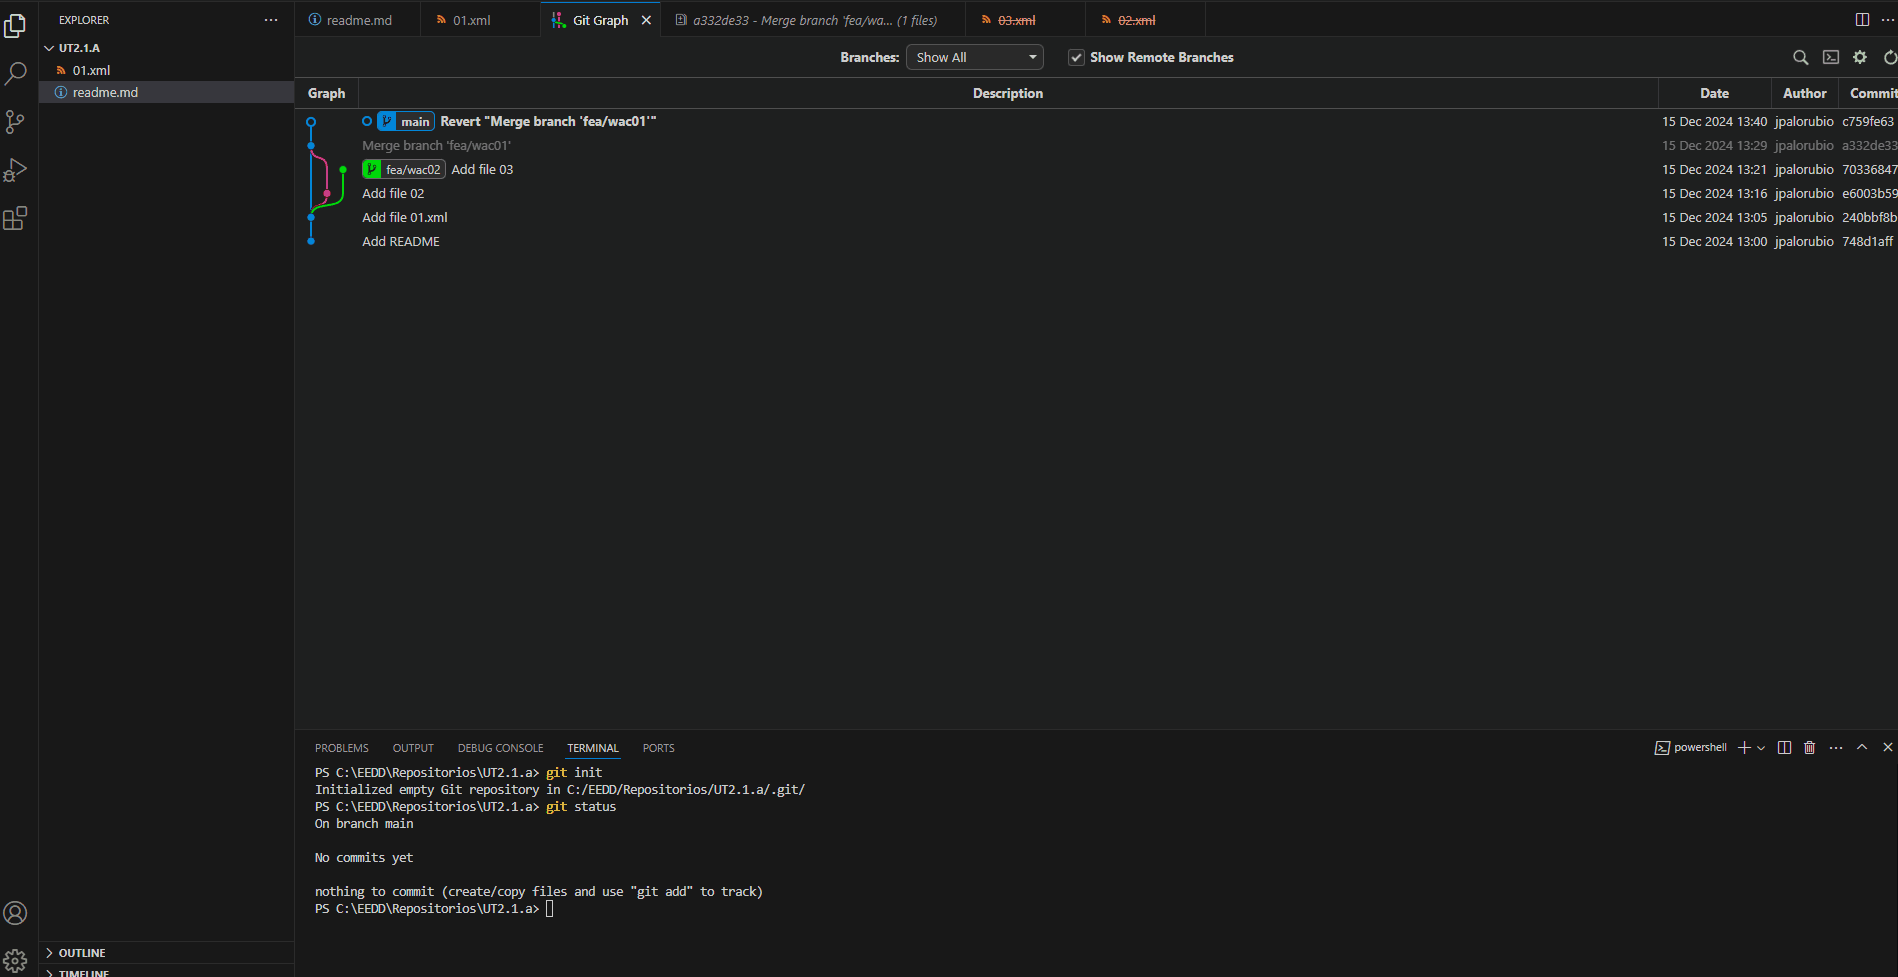 EXPLORER
UT2.1.A
01.xml
readme.md
OUTLINE
TIMELINE
readme.md
01.xml
Git Graph
a332de33 - Merge branch 'fea/wa... (1 files)
03.xml
02.xml
Branches: Show All Show Remote Branches
Graph Description Date Author Commit
main Revert "Merge branch 'fea/wac01'" 15 Dec 2024 13:40 jpalorubio c759fe63
Merge branch 'fea/wac01' 15 Dec 2024 13:29 jpalorubio a332de33
fea/wac02 Add file 03 15 Dec 2024 13:21 jpalorubio 70336847
Add file 02 15 Dec 2024 13:16 jpalorubio e6003b59
Add file 01.xml 15 Dec 2024 13:05 jpalorubio 240bbf8b
Add README 15 Dec 2024 13:00 jpalorubio 748d1aff
PROBLEMS OUTPUT DEBUG CONSOLE TERMINAL PORTS powershell
PS C:\EEDD\Repositorios\UT2.1.a> git init
Initialized empty Git repository in C:/EEDD/Repositorios/UT2.1.a/.git/
PS C:\EEDD\Repositorios\UT2.1.a> git status
On branch main
No commits yet
nothing to commit (create/copy files and use "git add" to track)
PS C:\EEDD\Repositorios\UT2.1.a>